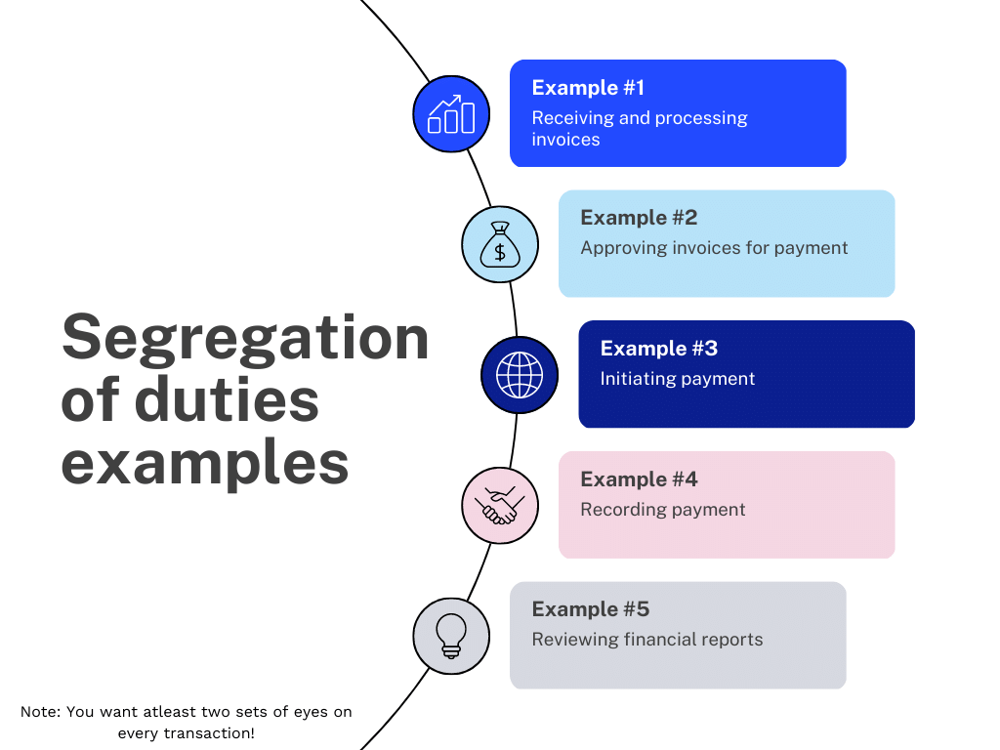 Segregation
of duties
examples
Example #1
Receiving and processing
invoices
Example #2
Approving invoices for payment
$
Example #3
Initiating payment
Example #4
Recording payment
Example #5
Reviewing financial reports
Note: You want atleast two sets of eyes on
every transaction!